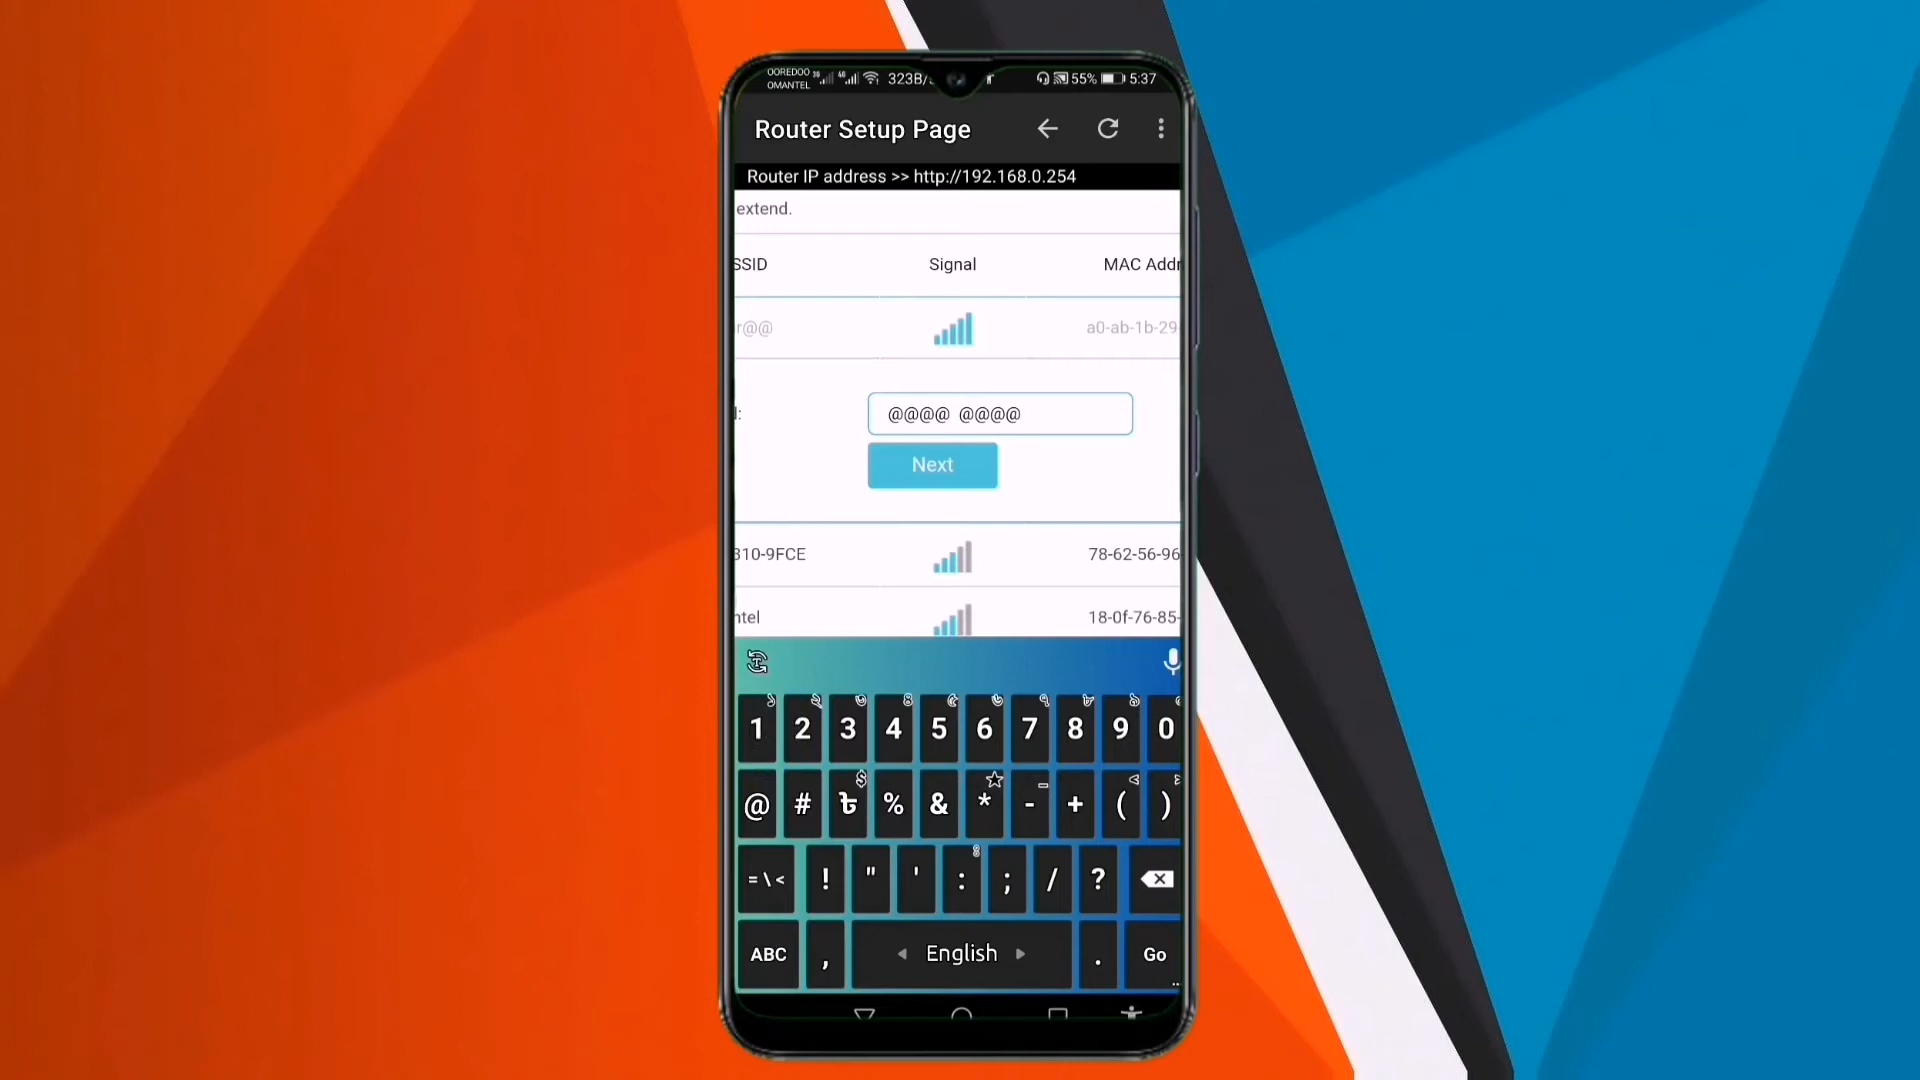 OOREDOO 3G 4G 323B/ 55% 5:37
OMANTEL
Router Setup Page
Router IP address >> http://192.168.0.254
extend.
SSID Signal MAC Addr
r@@ a0-ab-1b-29-
@@@@ @@@@
Next
310-9FCE 78-62-56-96-
ntel 18-0f-76-85-
1 2 3 4 5 6 7 8 9 0
@ # ৳ % & * - + ( )
= \ < ! " ' : ; / ?
ABC , English . Go